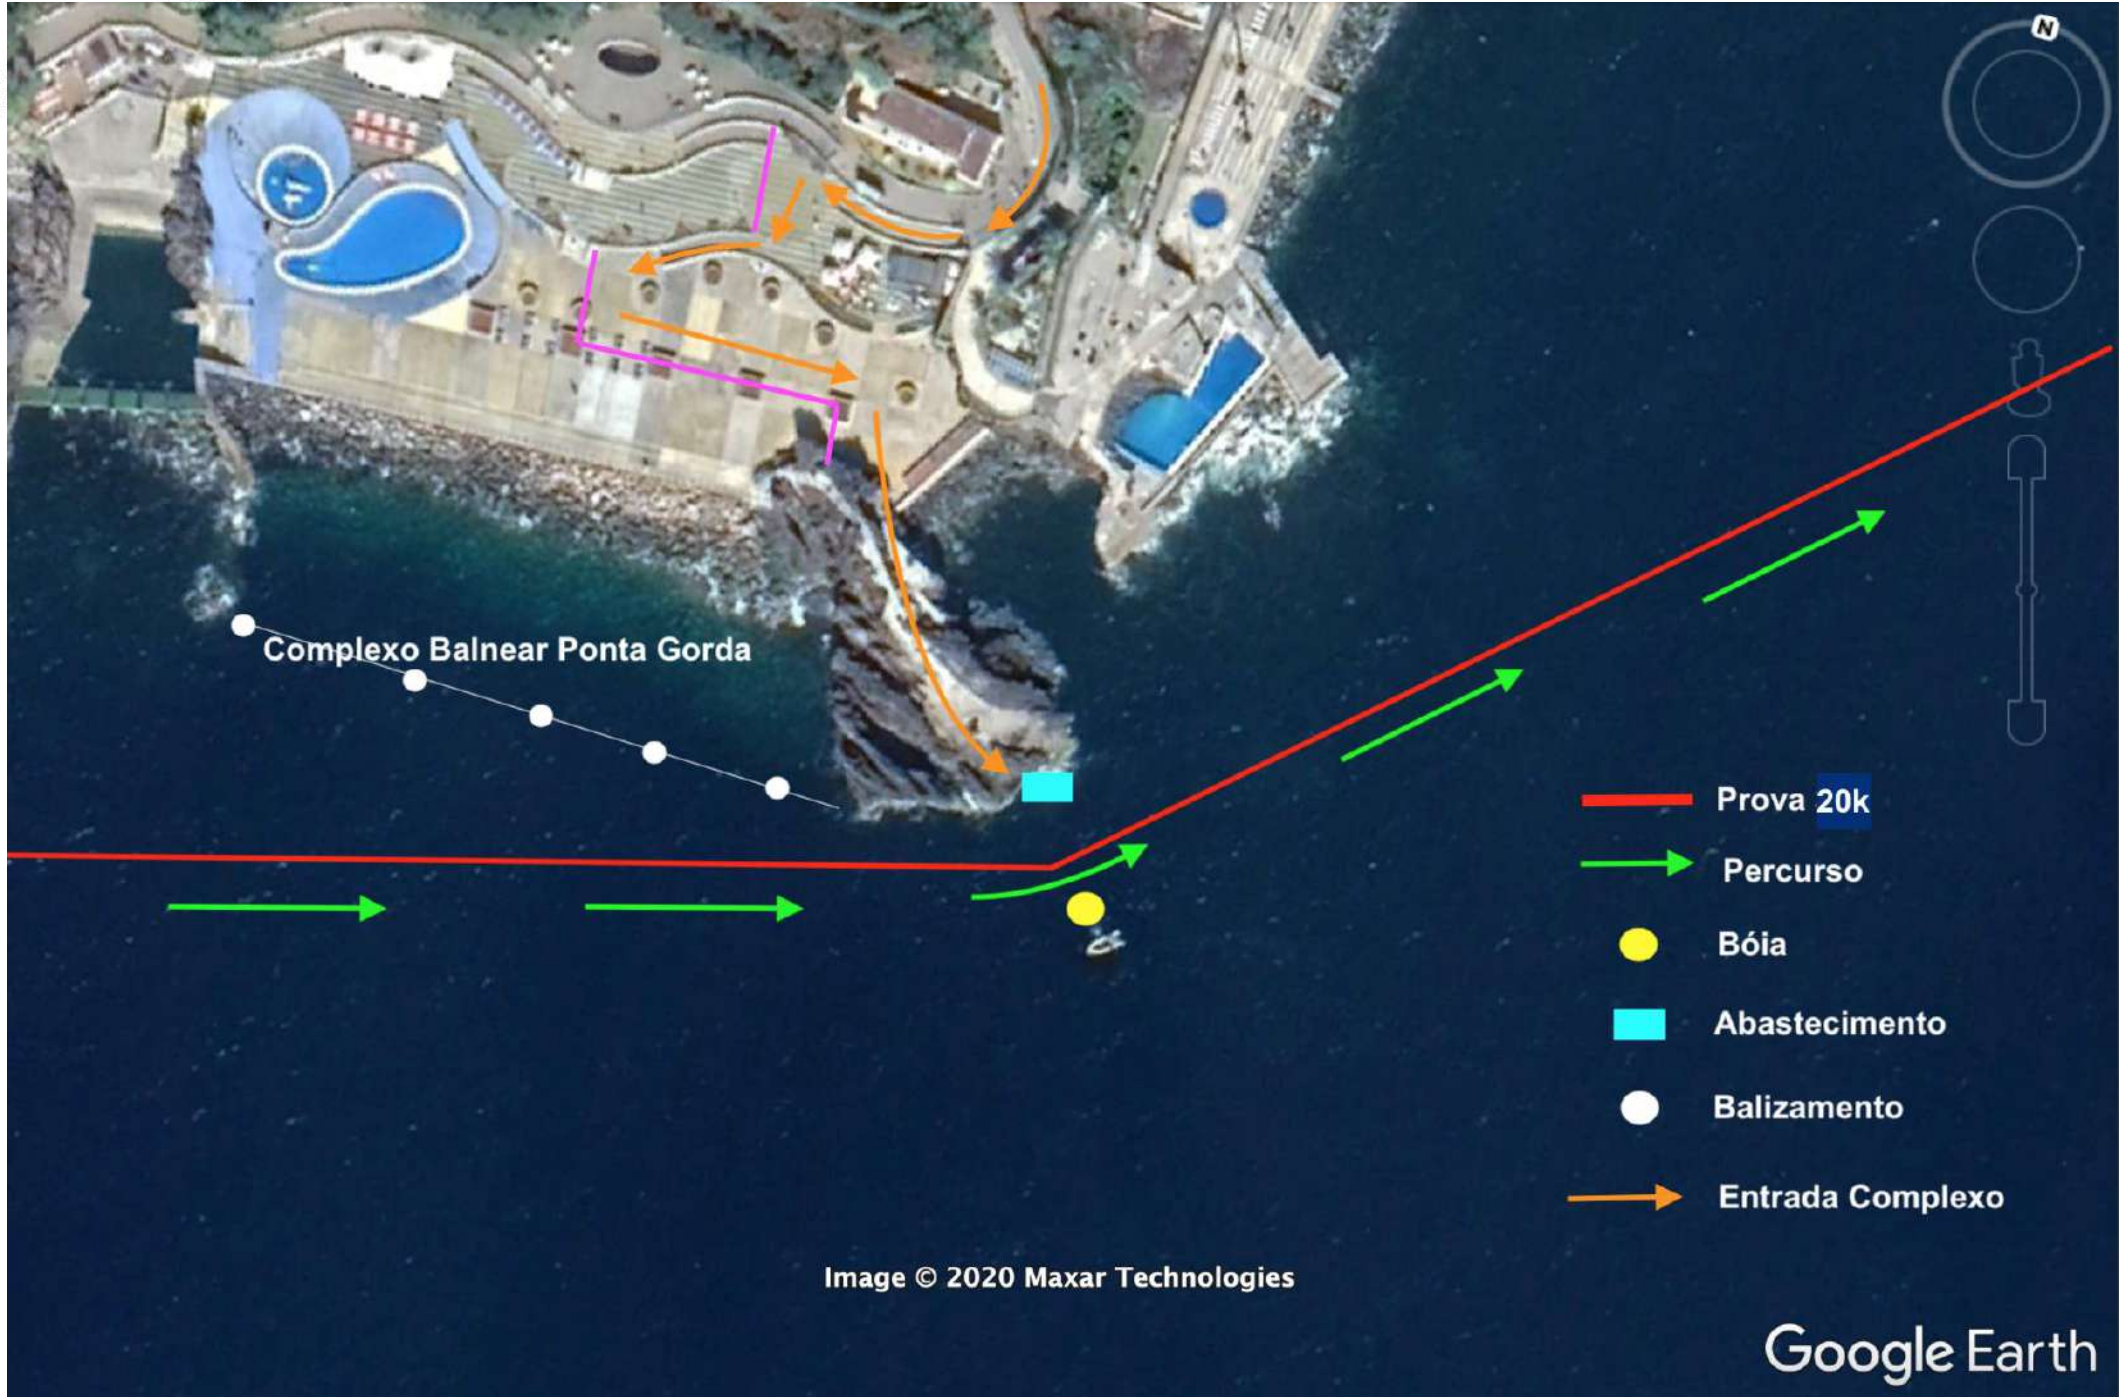 N
Complexo Balnear Ponta Gorda
Prova 20k
Percurso
Bóia
Abastecimento
Balizamento
Entrada Complexo
Image © 2020 Maxar Technologies
Google Earth